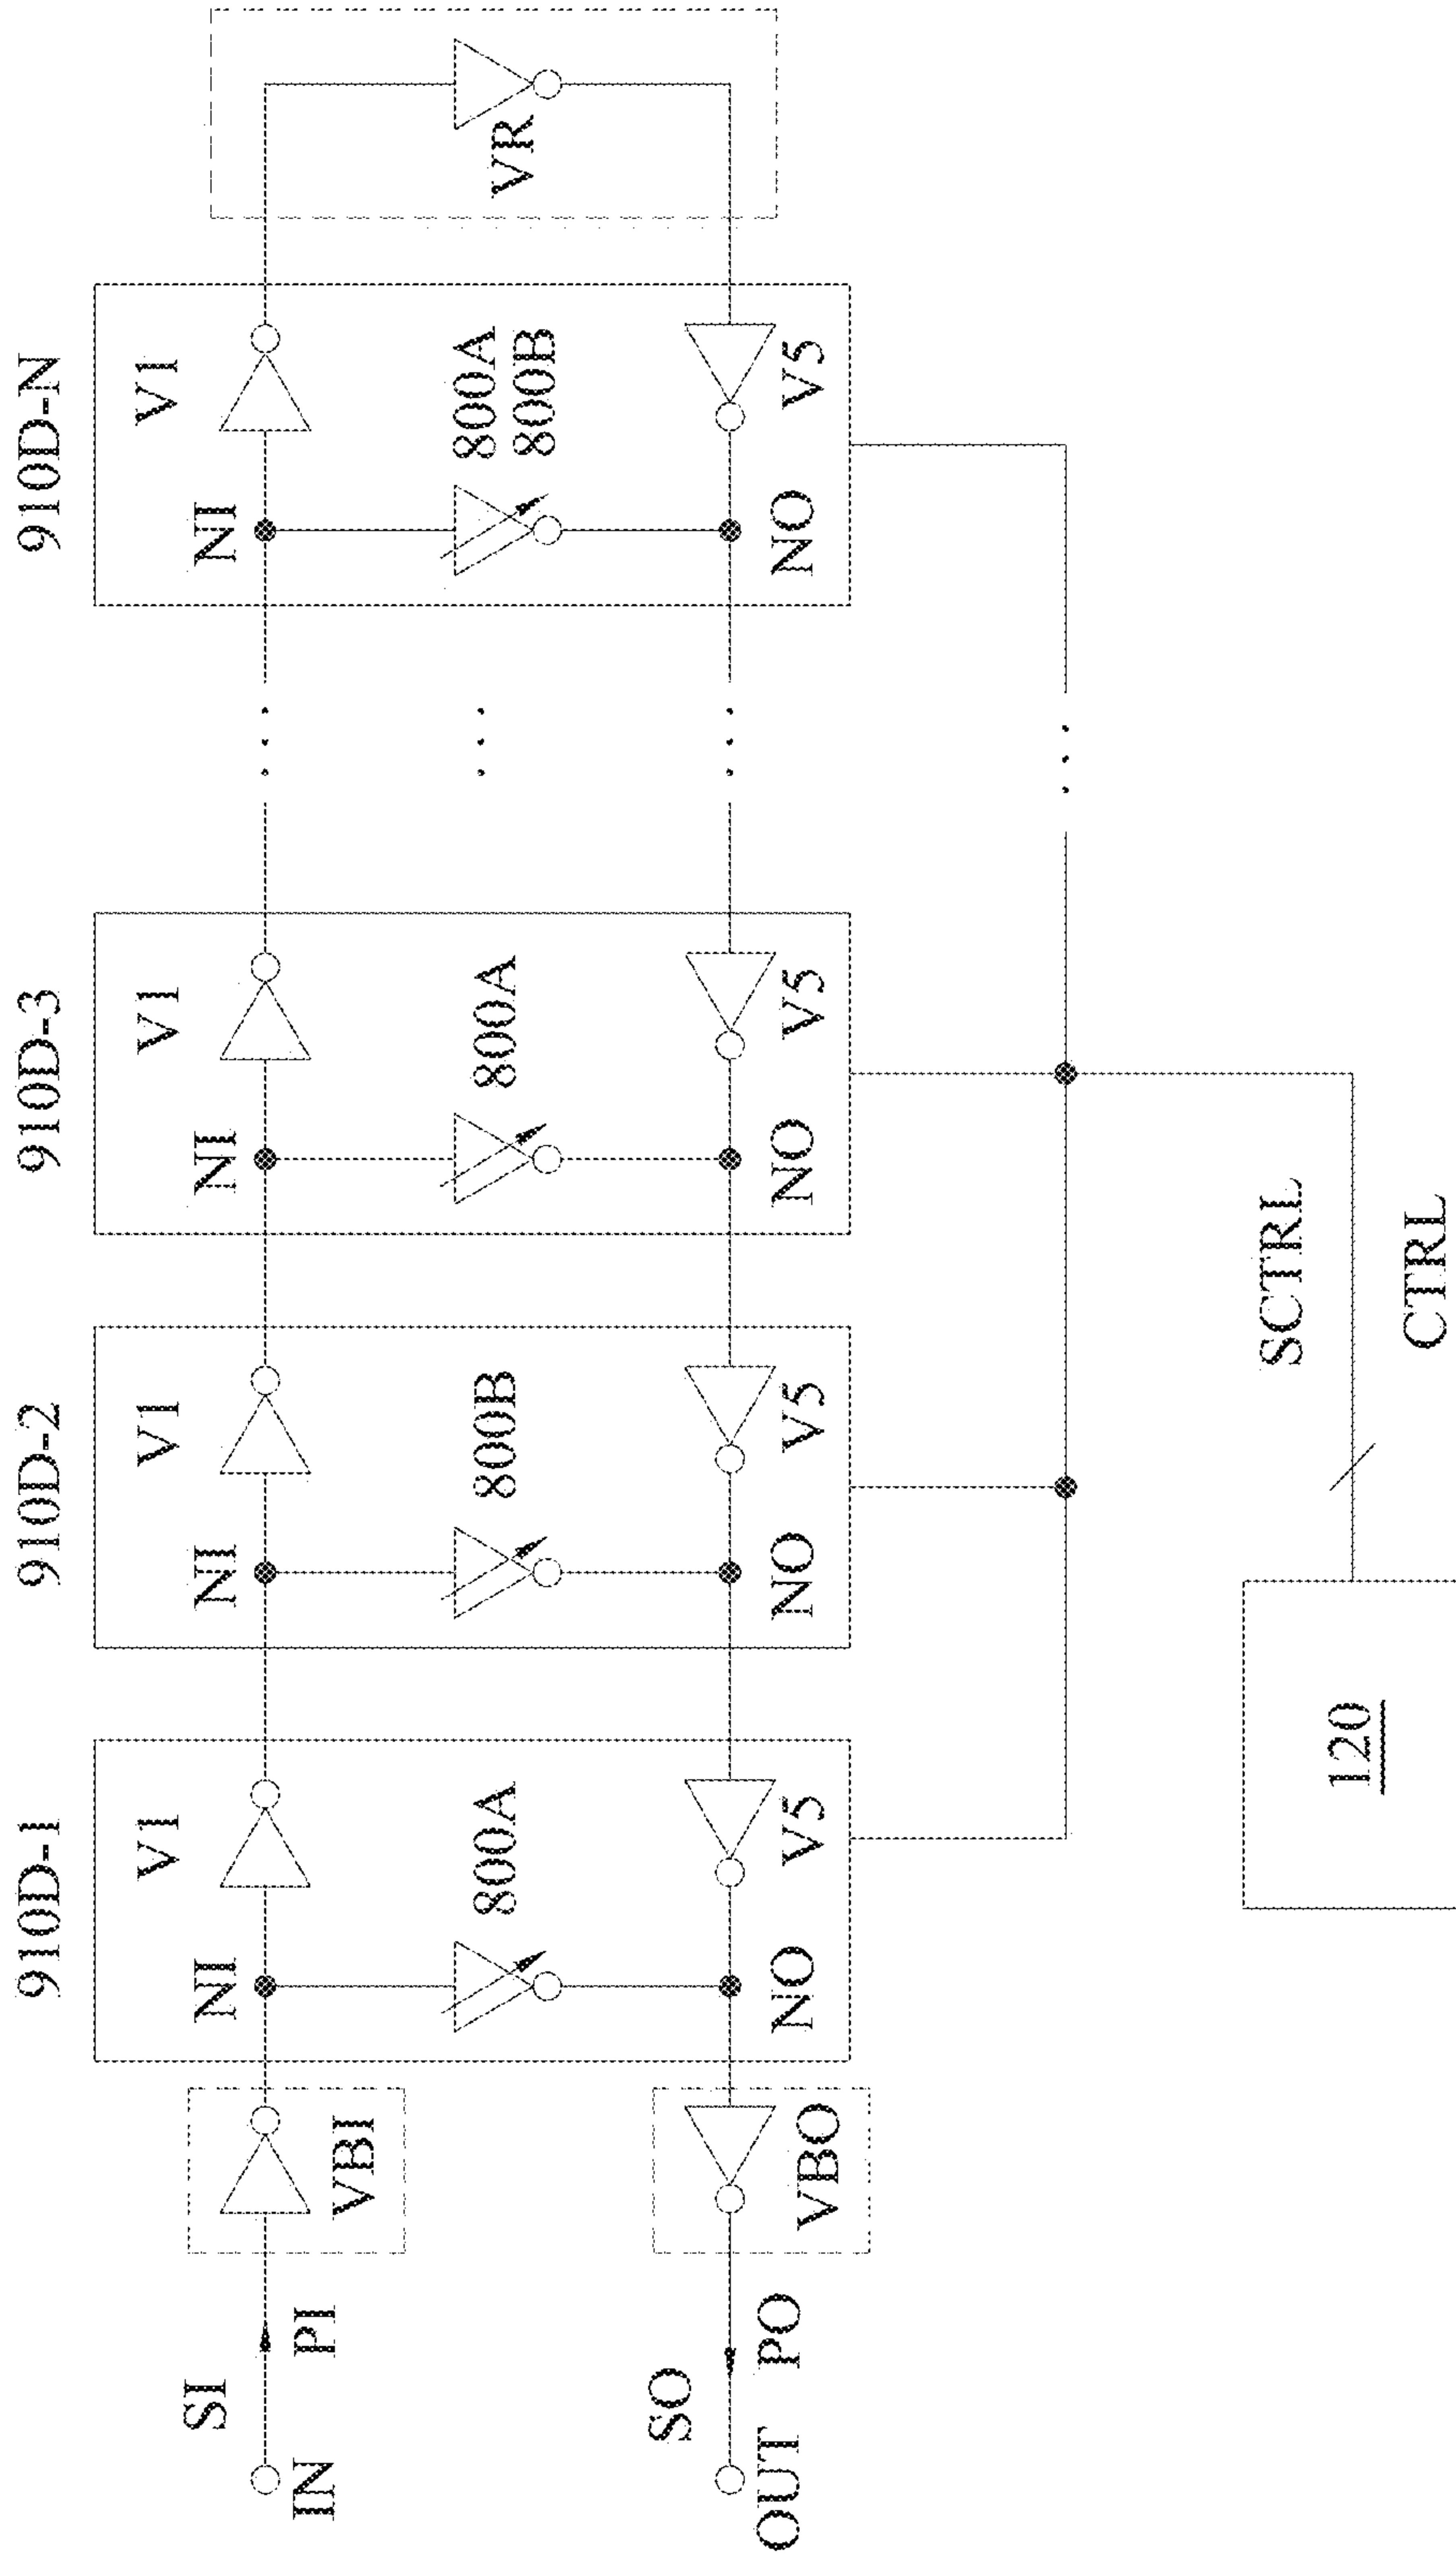 910D-1
910D-2
910D-3
910D-N
V1
V1
V1
V1
NI
NI
NI
NI
SI
IN
PI
VBI
800A
800B
800A
800A
800B
VR
SO
OUT
PO
VBO
NO
V5
NO
V5
NO
V5
NO
V5
SCTRL
CTRL
120